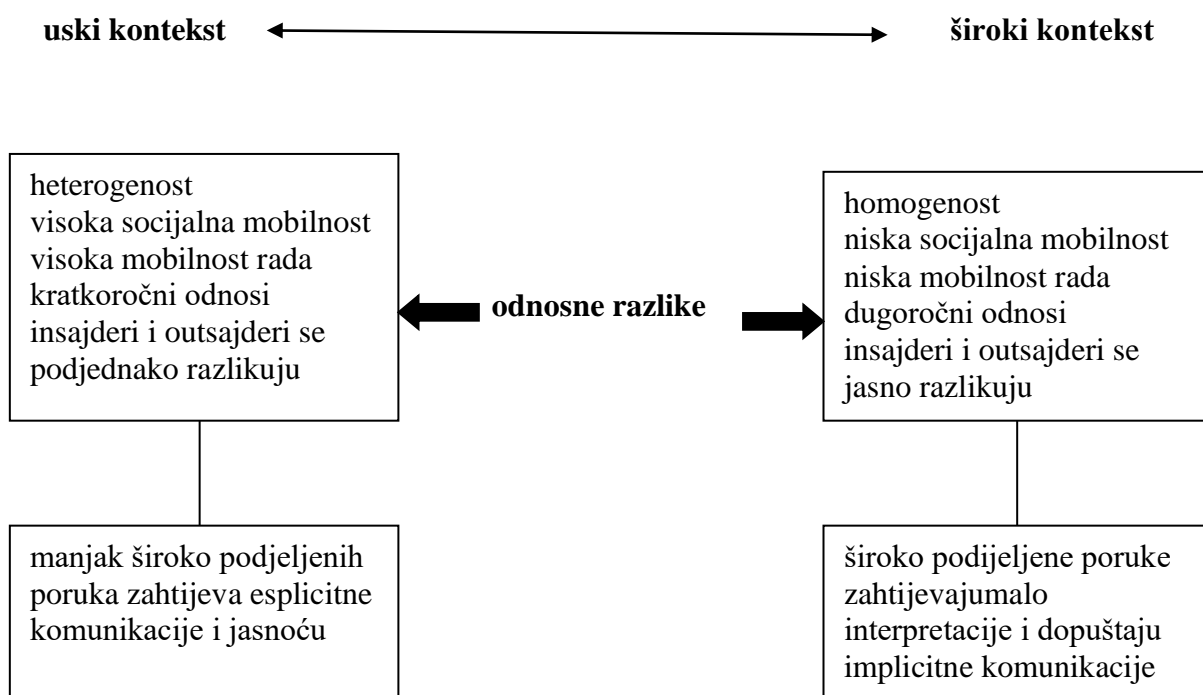 uski kontekst
široki kontekst
heterogenost
visoka socijalna mobilnost
visoka mobilnost rada
kratkoročni odnosi
insajderi i outsajderi se
podjednako razlikuju
odnosne razlike
homogenost
niska socijalna mobilnost
niska mobilnost rada
dugoročni odnosi
insajderi i outsajderi se
jasno razlikuju
manjak široko podjeljenih
poruka zahtijeva esplicitne
komunikacije i jasnoću
široko podijeljene poruke
zahtijevajumalo
interpretacije i dopuštaju
implicitne komunikacije